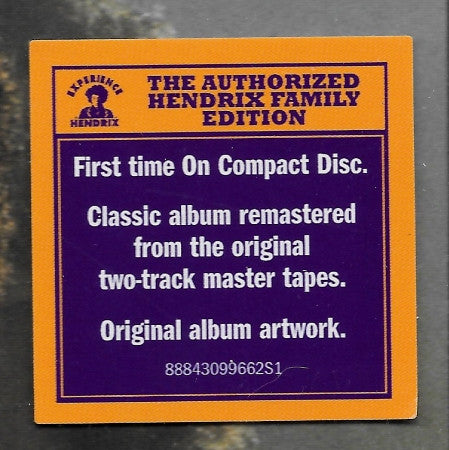 EXPERIENCE
HENDRIX
THE AUTHORIZED
HENDRIX FAMILY
EDITION
First time On Compact Disc.
Classic album remastered
from the original
two-track master tapes.
Original album artwork.
88843099662S1